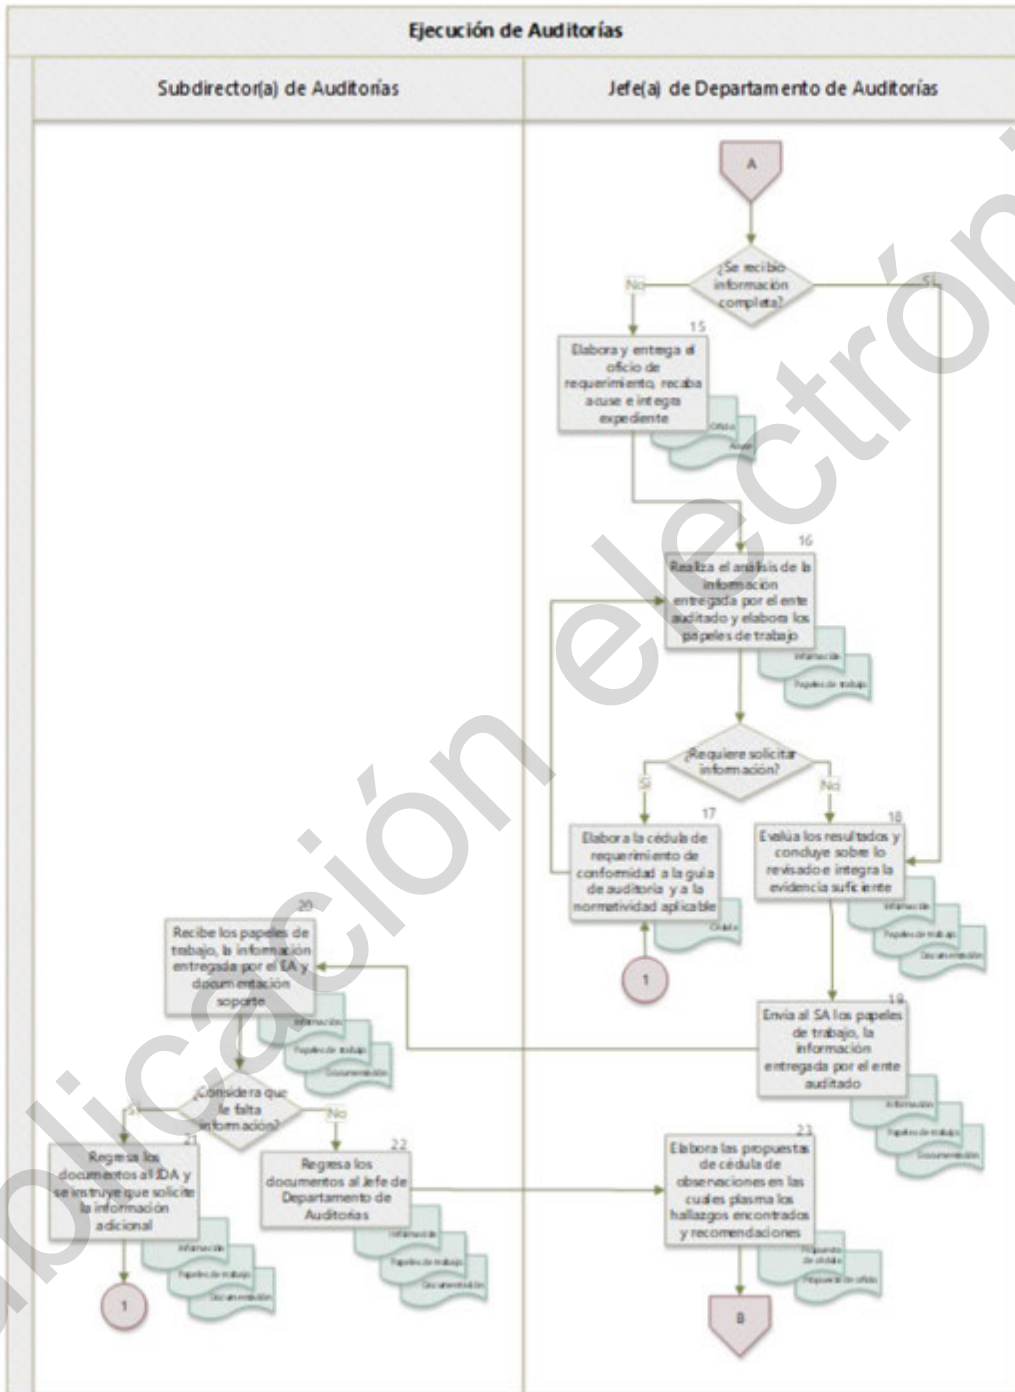 Ejecución de Auditorías
Subdirector(a) de Auditorías
Jefe(a) de Departamento de Auditorías
A
¿Se recibió
información
completa?
No
Sí
15
Elabora y entrega el
oficio de
requerimiento, recaba
acuse e integra
expediente
Oficio
Acuse
16
Realiza el análisis de la
información
entregada por el ente
auditado y elabora los
papeles de trabajo
Información
Papeles de trabajo
¿Requiere solicitar
información?
Sí
No
17
Elabora la cédula de
requerimiento de
conformidad a la guía
de auditoría y a la
normatividad aplicable
Cédula
1
18
Evalúa los resultados y
concluye sobre lo
revisado e integra la
evidencia suficiente
Información
Papeles de trabajo
Documentación
19
Envía al SA los papeles
de trabajo, la
información
entregada por el ente
auditado
Información
Papeles de trabajo
Documentación
20
Recibe los papeles de
trabajo, la información
entregada por el EA y
documentación
soporte
Información
Papeles de trabajo
Documentación
¿Considera que
le falta
información?
Sí
No
21
Regresa los
documentos al JDA y
se instruye que solicite
la información
adicional
Información
Papeles de trabajo
Documentación
1
22
Regresa los
documentos al Jefe de
Departamento de
Auditorías
Información
Papeles de trabajo
Documentación
23
Elabora las propuestas
de cédula de
observaciones en las
cuales plasma los
hallazgos encontrados
y recomendaciones
Propuesta
de cédula
Propuesta de oficio
B
ublicación electróni